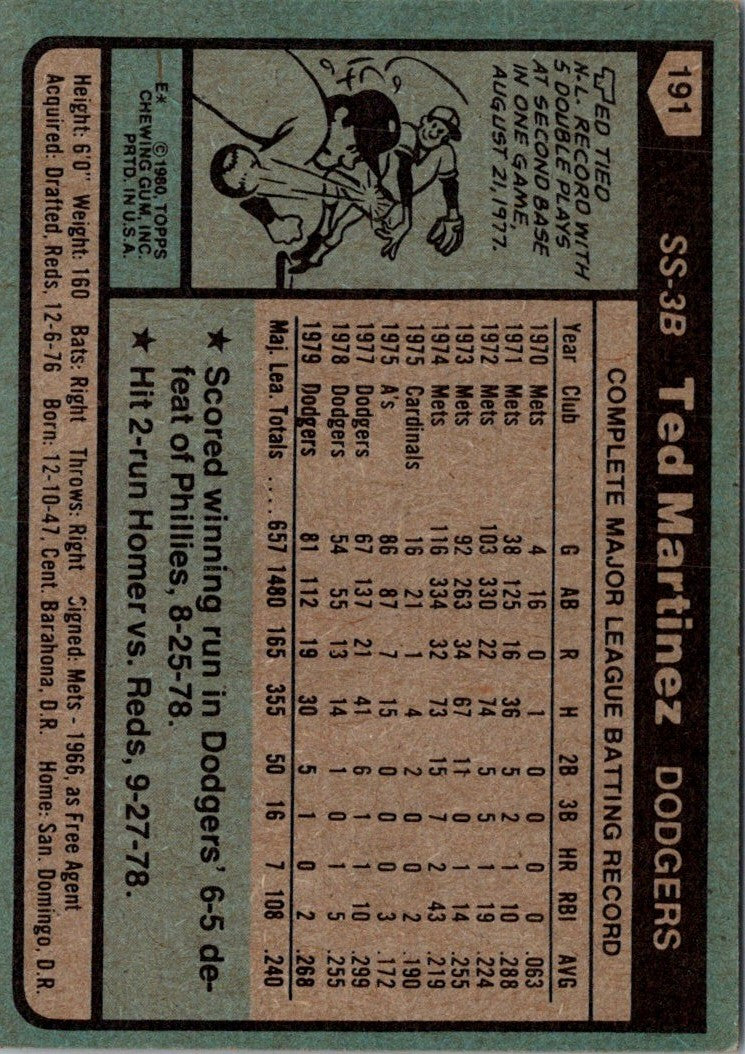 191
SS-3B Ted Martinez DODGERS
TED TIED
N.L. RECORD WITH
5 DOUBLE PLAYS
AT SECOND BASE
IN ONE GAME,
AUGUST 21, 1977.
E* © 1980 TOPPS
CHEWING GUM, INC.
PRTD. IN U.S.A.
COMPLETE MAJOR LEAGUE BATTING RECORD
Year Club G AB R H 2B 3B HR RBI AVG
1970 Mets 4 16 0 1 0 0 0 0 .063
1971 Mets 38 125 16 36 5 2 1 10 .288
1972 Mets 103 330 22 74 5 5 1 19 .224
1973 Mets 92 263 34 67 11 0 1 14 .255
1974 Mets 116 334 32 73 15 7 2 43 .219
1975 Cardinals 16 21 1 4 2 0 0 2 .190
1975 A's 86 87 7 15 0 0 0 3 .172
1977 Dodgers 67 137 21 41 6 1 1 10 .299
1978 Dodgers 54 55 13 14 1 0 1 5 .255
1979 Dodgers 81 112 19 30 5 1 0 2 .268
Maj. Lea. Totals .... 657 1480 165 355 50 16 7 108 .240
★ Scored winning run in Dodgers' 6-5 de-
feat of Phillies, 8-25-78.
★ Hit 2-run Homer vs. Reds, 9-27-78.
Height: 6'0" Weight: 160 Bats: Right Throws: Right Signed: Mets - 1966, as Free Agent
Acquired: Drafted, Reds, 12-6-76 Born: 12-10-47, Cent. Barahona, D.R. Home: San. Domingo, D.R.